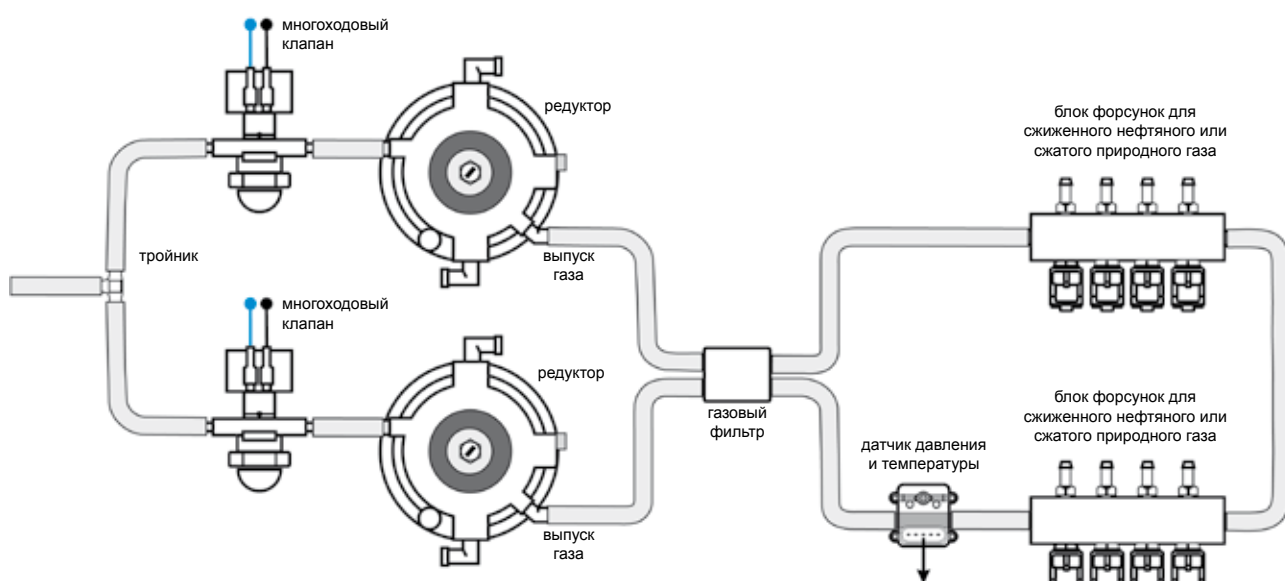 многоходовый
клапан
редуктор
блок форсунок для
сжиженного нефтяного или
сжатого природного газа
тройник
выпуск
газа
многоходовый
клапан
редуктор
газовый
фильтр
блок форсунок для
сжиженного нефтяного или
сжатого природного газа
датчик давления
и температуры
выпуск
газа